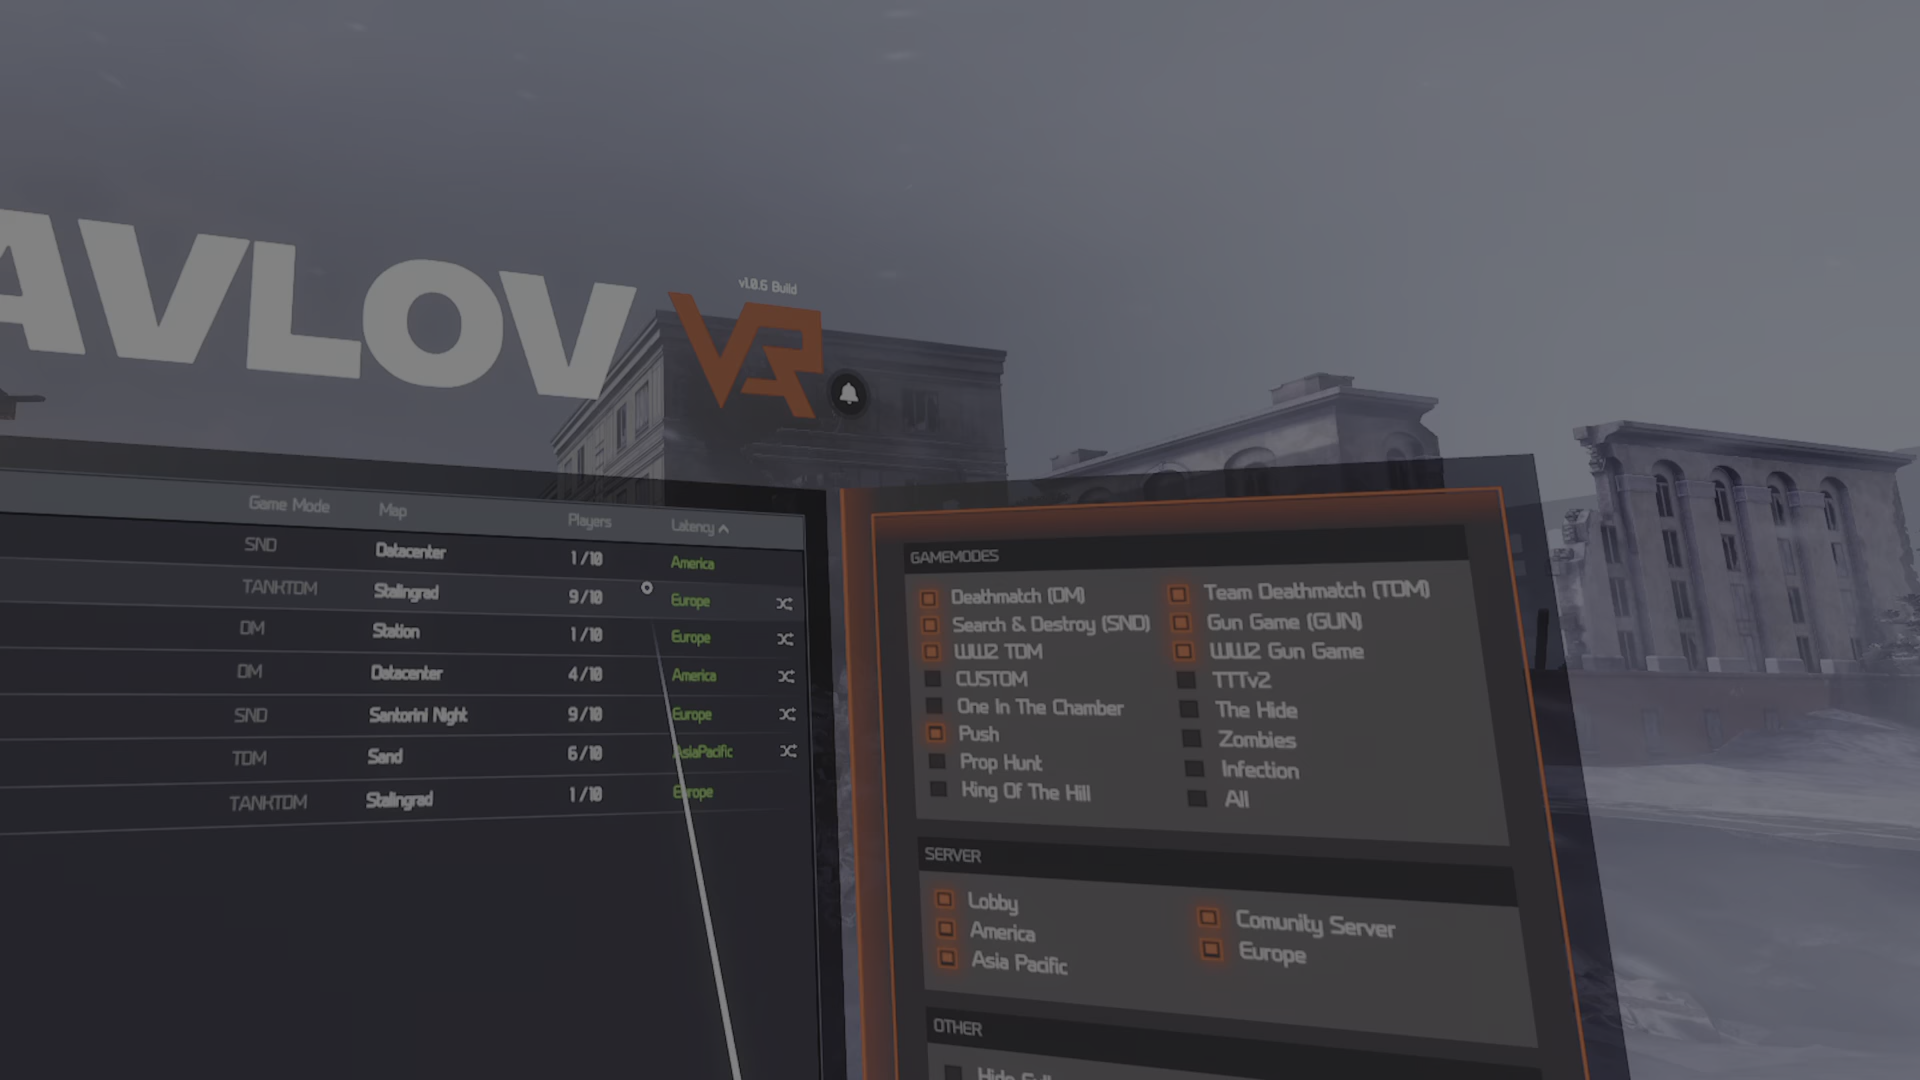 AVLOV VR
v1.0.6 Build
Game Mode Map Players Latency
SND Datacenter 1/10 America
TANKTDM Stalingrad 9/10 Europe
DM Station 1/10 Europe
DM Datacenter 4/10 America
SND Santorini Night 9/10 Europe
TDM Sand 6/10 AsiaPacific
TANKTDM Stalingrad 1/10 Europe
GAMEMODES
Deathmatch (DM) Team Deathmatch (TDM)
Search & Destroy (SND) Gun Game (GUN)
WW2 TDM WW2 Gun Game
CUSTOM TTTv2
One In The Chamber The Hide
Push Zombies
Prop Hunt Infection
King Of The Hill All
SERVER
Lobby Comunity Server
America Europe
Asia Pacific
OTHER
Hide Full